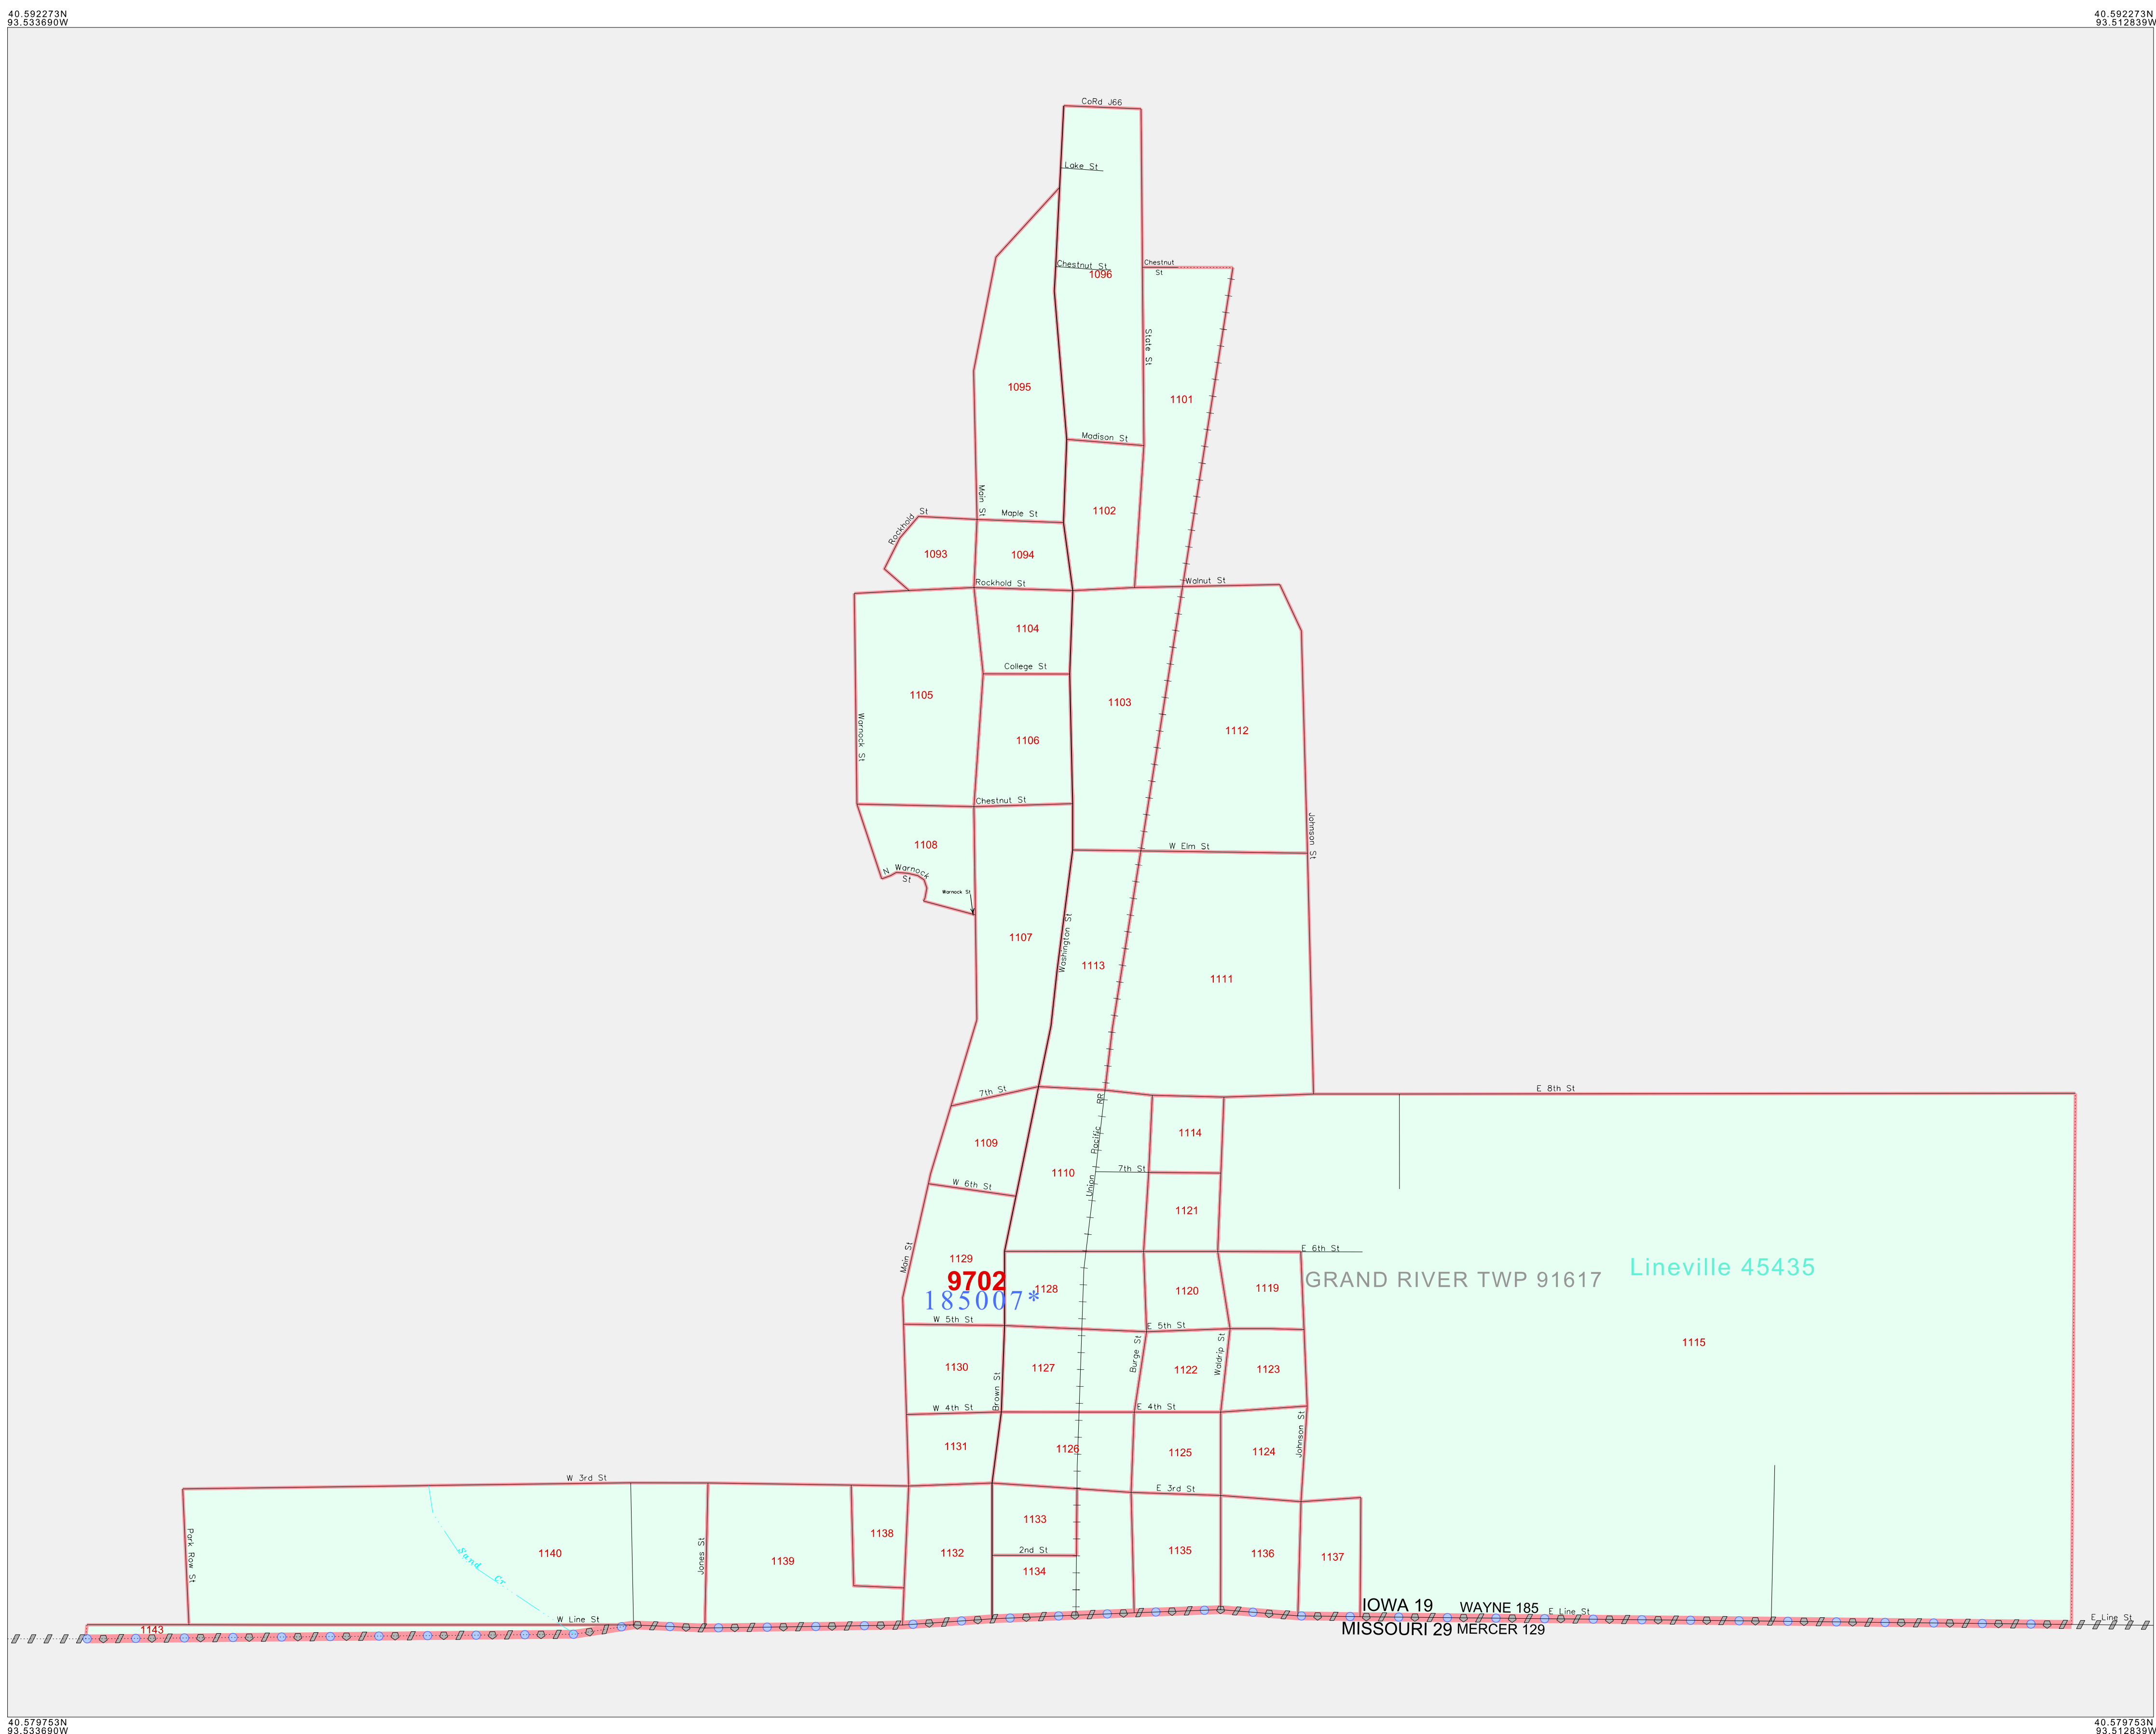 40.592273N
93.533690W
40.592273N
93.512839W
CoRd J66
Lake St
Chestnut St
1096
Chestnut
St
State St
1095
1101
Madison St
Main St
Rockhold St
Maple St
1102
1093
1094
Rockhold St
Walnut St
1104
College St
1105
1103
Warnock St
1106
1112
Chestnut St
Johnson St
1108
W Elm St
N Warnock
St
Warnock St
Washington St
1107
1113
1111
7th St
E 8th St
Union Pacific RR
1109
1114
1110
7th St
W 6th St
1121
Main St
1129
E 6th St
Lineville 45435
9702
GRAND RIVER TWP 91617
1128
1120
1119
185007*
W 5th St
E 5th St
Burge St
Waldrip St
1115
1130
1127
1122
1123
Brown St
W 4th St
E 4th St
Johnson St
1131
1126
1125
1124
W 3rd St
E 3rd St
1133
1138
Park Row St
Sand Cr
1140
Jones St
1139
1132
2nd St
1134
1135
1136
1137
IOWA 19
WAYNE 185
E Line St
W Line St
E Line St
1143
MISSOURI 29
MERCER 129
40.579753N
93.533690W
40.579753N
93.512839W